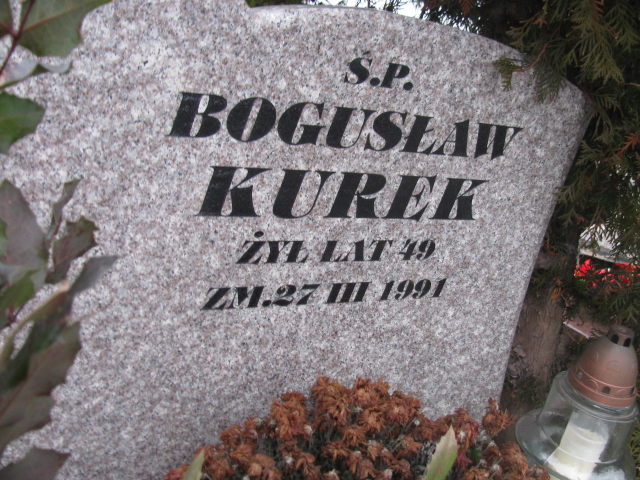 Ś.P.
BOGUSŁAW
KUREK
ŻYŁ LAT 49
ZM.27 III 1991